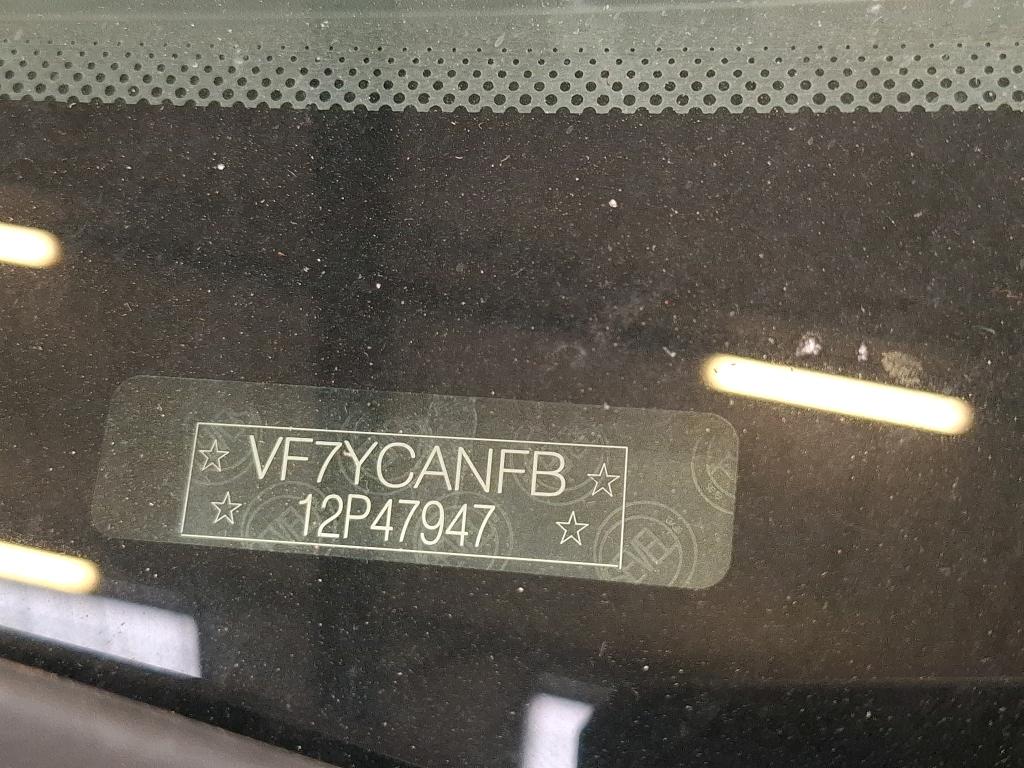 ☆ VF7YCANFB ☆
☆ 12P47947 ☆